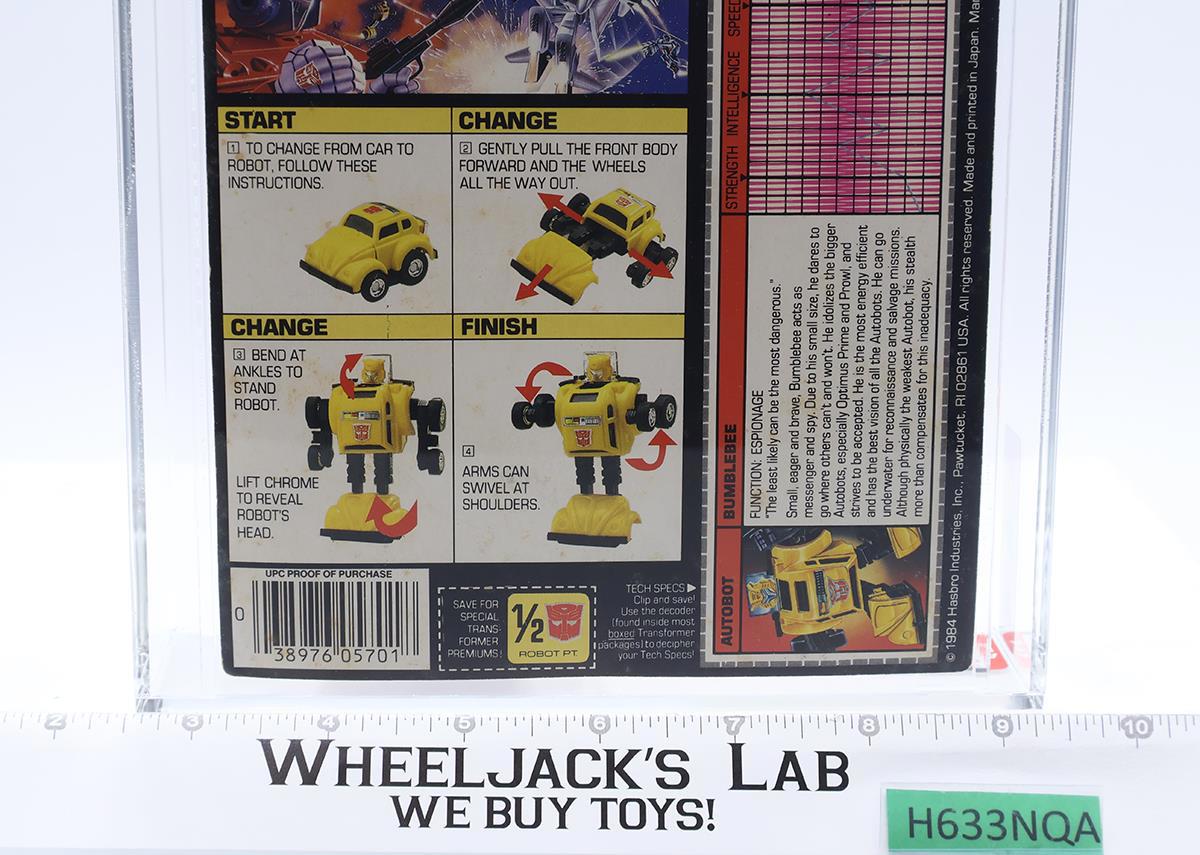 START
1 TO CHANGE FROM CAR TO
ROBOT, FOLLOW THESE
INSTRUCTIONS.
CHANGE
2 GENTLY PULL THE FRONT BODY
FORWARD AND THE WHEELS
ALL THE WAY OUT.
CHANGE
3 BEND AT
ANKLES TO
STAND
ROBOT.
LIFT CHROME
TO REVEAL
ROBOT'S
HEAD.
FINISH
4
ARMS CAN
SWIVEL AT
SHOULDERS.
UPC PROOF OF PURCHASE
0
38976 05701
SAVE FOR
SPECIAL
TRANS-
FORMER
PREMIUMS!
1/2
ROBOT PT.
TECH SPECS ▶
Clip and save!
Use the decoder
(found inside most
boxed Transformer
packages) to decipher
your Tech Specs!
STRENGTH INTELLIGENCE SPEED
AUTOBOT BUMBLEBEE
FUNCTION: ESPIONAGE
"The least likely can be the most dangerous."
Small, eager and brave, Bumblebee acts as
messenger and spy. Due to his small size, he dares to
go where others can't and won't. He idolizes the bigger
Autobots, especially Optimus Prime and Prowl, and
strives to be accepted. He is the most energy efficient
and has the best vision of all the Autobots. He can go
underwater for reconnaissance and salvage missions.
Although physically the weakest Autobot, his stealth
more than compensates for this inadequacy.
© 1984 Hasbro Industries, Inc., Pawtucket, RI 02861 USA. All rights reserved. Made and printed in Japan.
2 3 4 5 6 7 8 9 10
WHEELJACK'S LAB
WE BUY TOYS!
H633NQA